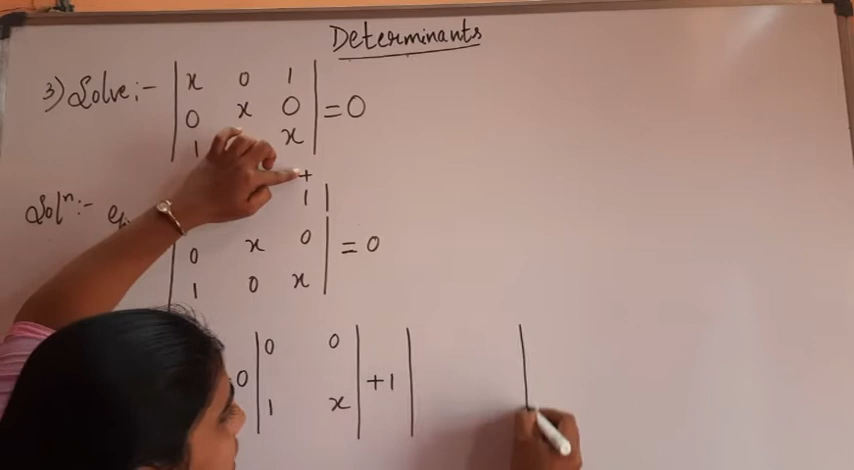 Determinants
3) Solve:- | x 0 1 |
| 0 x 0 | = 0
| 1 x |
+
Solⁿ:- 1 |
| 0 x 0 | = 0
| 1 0 x |
0 | 0 0 | + 1 | |
| 1 x |